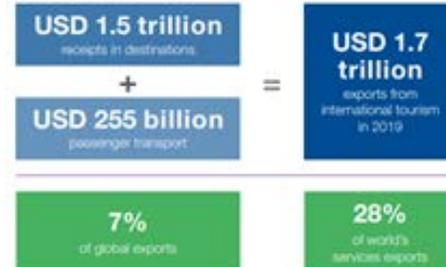 USD 1.5 trillion
receipts in destinations
+
USD 255 billion
passenger transport
=
USD 1.7
trillion
exports from
international tourism
in 2019
7%
of global exports
28%
of world's
services exports